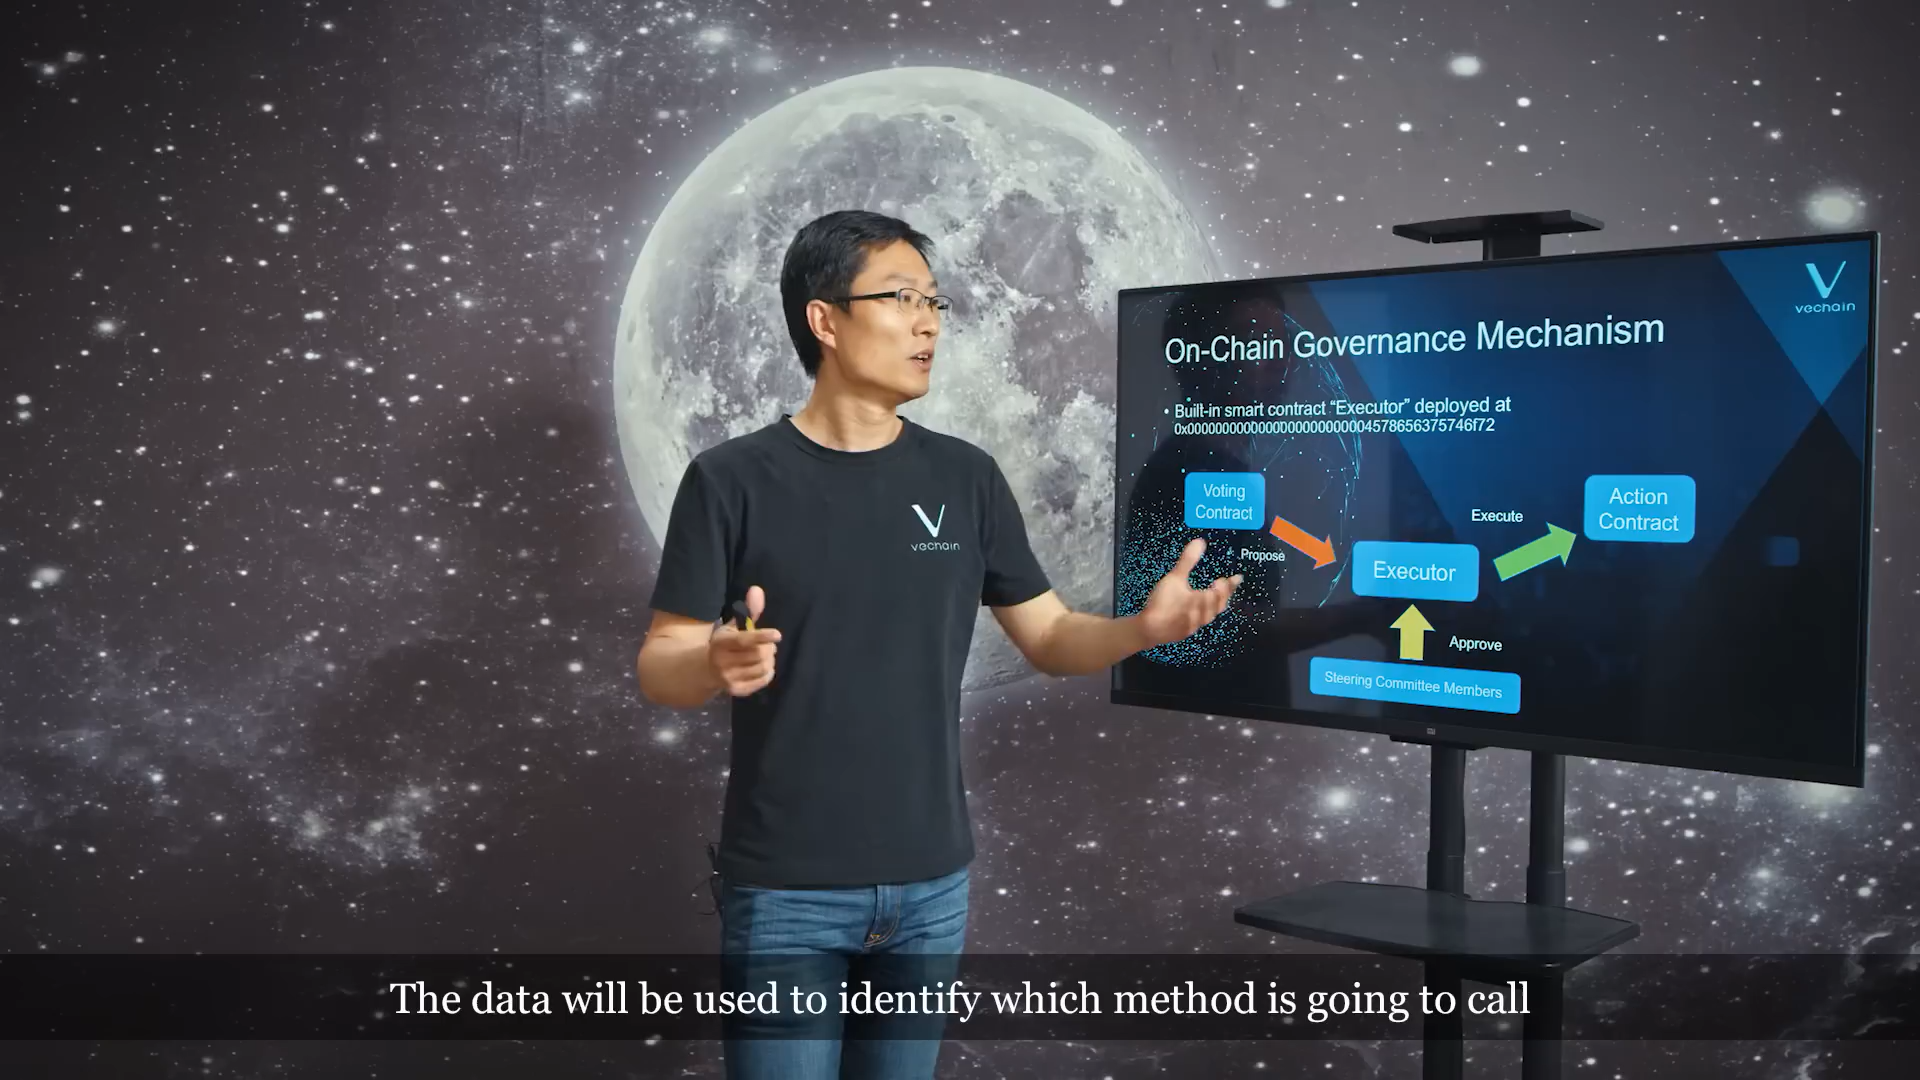 vechain
On-Chain Governance Mechanism
• Built-in smart contract “Executor” deployed at
0x0000000000000000000000004578656375746f72
Voting
Contract
Propose
Executor
Execute
Action
Contract
Approve
Steering Committee Members
vechain
mi
The data will be used to identify which method is going to call